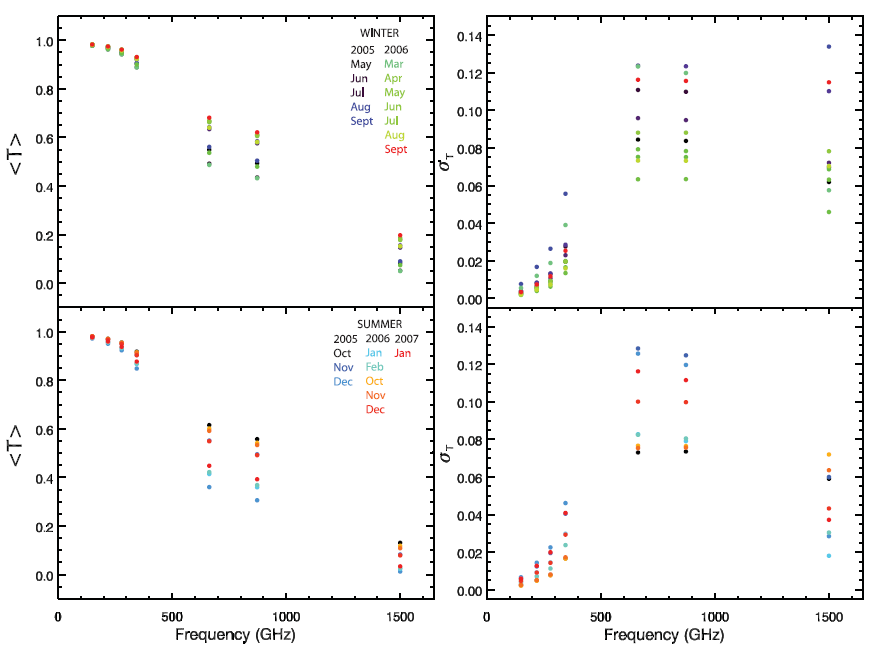 1.0
0.8
0.6
0.4
0.2
0.0
<T>
WINTER
2005 2006
May Mar
Jun Apr
Jul May
Aug Jun
Sept Jul
Aug
Sept
0.14
0.12
0.10
0.08
0.06
0.04
0.02
0.00
σT
1.0
0.8
0.6
0.4
0.2
0.0
<T>
SUMMER
2005 2006 2007
Oct Jan Jan
Nov Feb
Dec Oct
Nov
Dec
0 500 1000 1500
Frequency (GHz)
0.14
0.12
0.10
0.08
0.06
0.04
0.02
0.00
σT
0 500 1000 1500
Frequency (GHz)